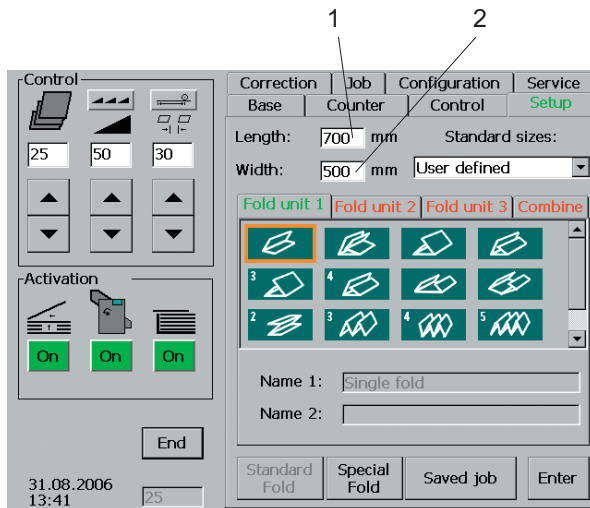 1 2
Control
25 50 30
Activation
On On On
End
31.08.2006
13:41
25
Correction Job Configuration Service
Base Counter Control Setup
Length: 700 mm Standard sizes:
Width: 500 mm User defined
Fold unit 1 Fold unit 2 Fold unit 3 Combine
3 4
2 3 4 5
Name 1: Single fold
Name 2:
Standard Fold Special Fold Saved job Enter